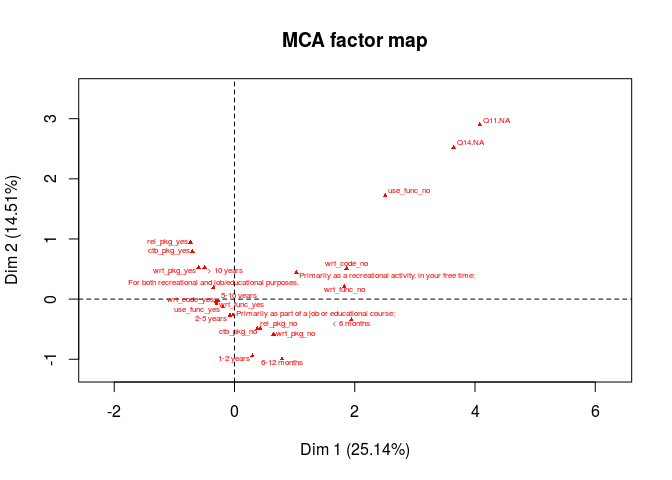 MCA factor map
Dim 2 (14.51%)
3
2
1
0
-1
Q11.NA
Q14.NA
use_func_no
rel_pkg_yes
ctb_pkg_yes
wrt_pkg_yes
> 10 years
wrt_code_no
Primarily as a recreational activity, in your free time;
For both recreational and job/educational purposes.
wrt_func_no
5-10 years
wrt_code_yes
wrt_func_yes
use_func_yes
Primarily as part of a job or educational course;
2-5 years
rel_pkg_no
< 6 months
ctb_pkg_no
wrt_pkg_no
1-2 years
6-12 months
-2
0
2
4
6
Dim 1 (25.14%)